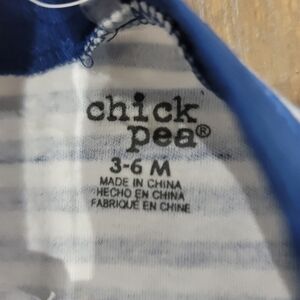 chick
pea®
3-6 M
MADE IN CHINA
HECHO EN CHINA
FABRIQUÉ EN CHINE